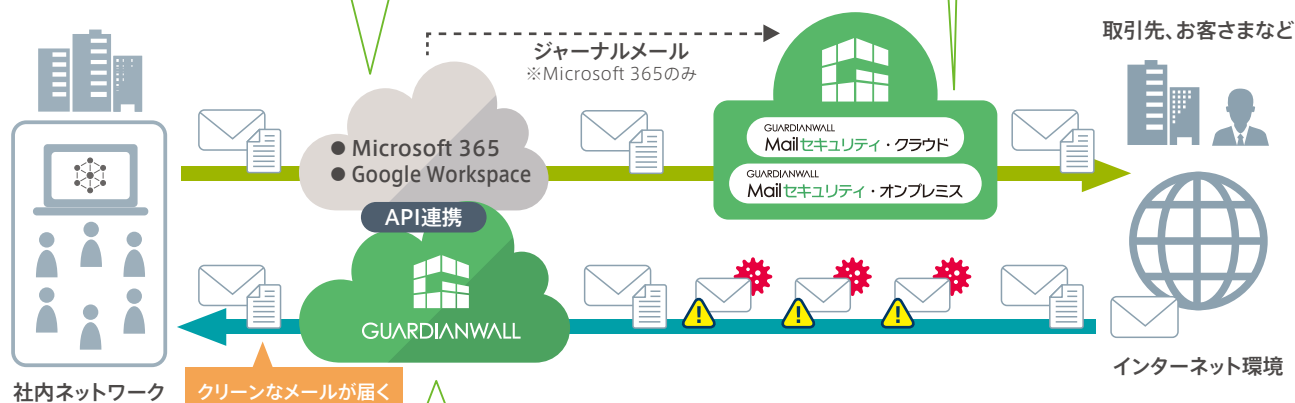 取引先、お客さまなど
ジャーナルメール
※Microsoft 365のみ
● Microsoft 365
● Google Workspace
API連携
GUARDIANWALL
Mailセキュリティ・クラウド
GUARDIANWALL
Mailセキュリティ・オンプレミス
GUARDIANWALL
インターネット環境
社内ネットワーク
クリーンなメールが届く